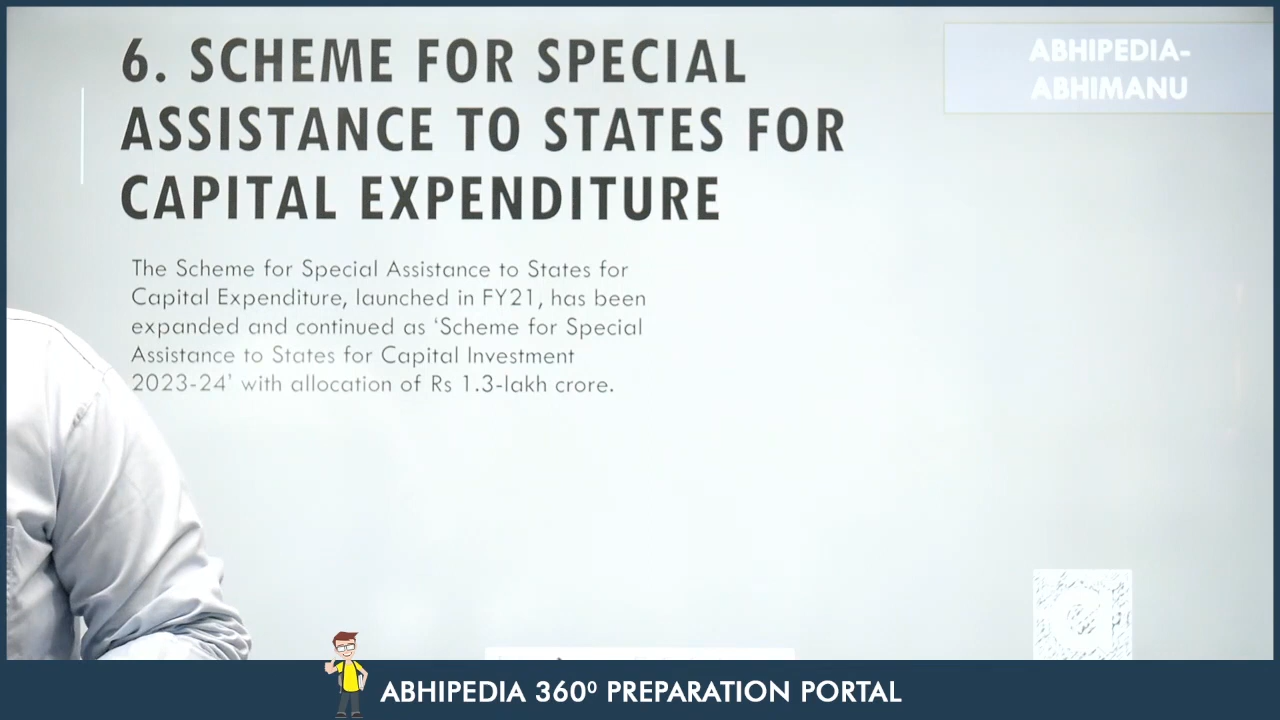 6. SCHEME FOR SPECIAL
ASSISTANCE TO STATES FOR
CAPITAL EXPENDITURE
ABHIPEDIA-
ABHIMANU
The Scheme for Special Assistance to States for
Capital Expenditure, launched in FY21, has been
expanded and continued as ‘Scheme for Special
Assistance to States for Capital Investment
2023-24’ with allocation of Rs 1.3-lakh crore.
ABHIPEDIA 360⁰ PREPARATION PORTAL